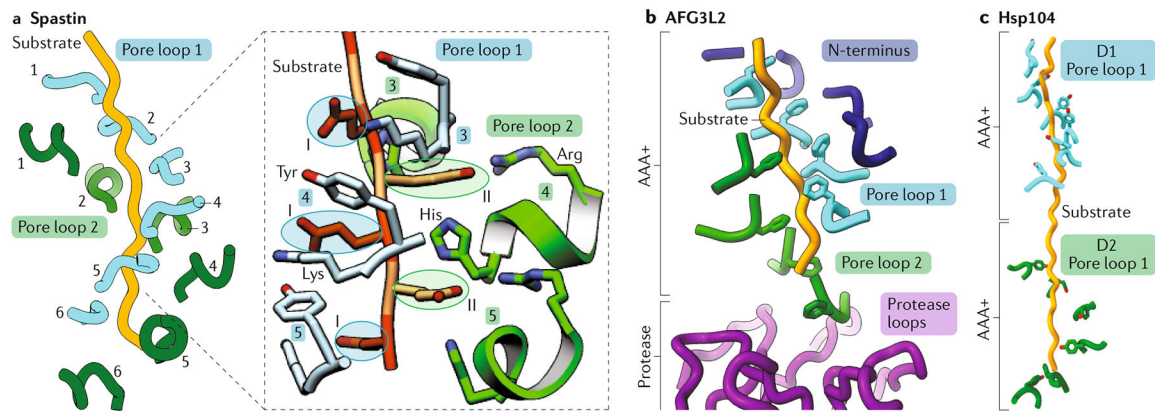 a Spastin
Substrate
Pore loop 1
1
2
3
4
3
5
6
1
2
Pore loop 2
4
5
6
Substrate
Pore loop 1
3
3
I
Pore loop 2
Arg
Tyr
II
4
4
I
His
Lys
II
5
5
I
b AFG3L2
N-terminus
Substrate
AAA+
Pore loop 1
Pore loop 2
Protease
Protease
loops
c Hsp104
D1
Pore loop 1
AAA+
Substrate
D2
Pore loop 1
AAA+